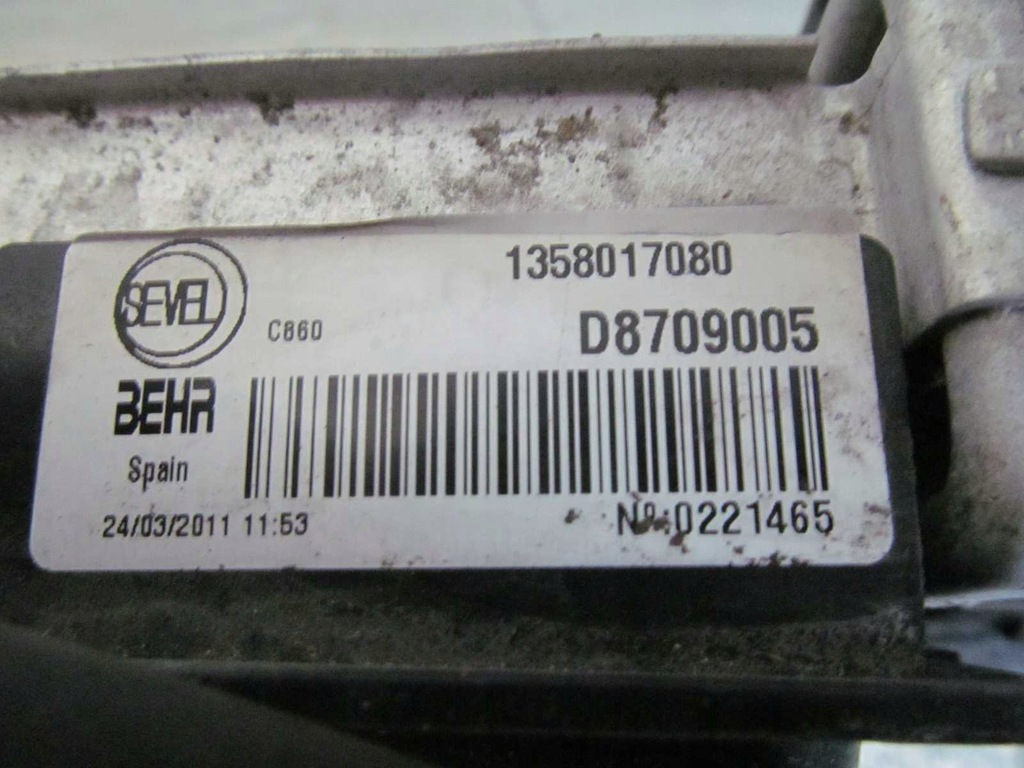 1358017080
SEVEL
C860
D8709005
BEHR
Spain
24/03/2011 11:53
Nº:0221465